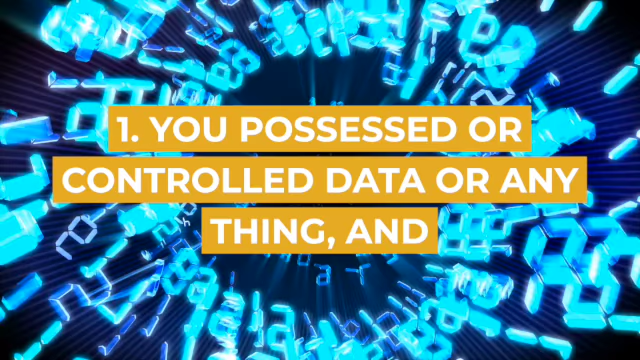 1. YOU POSSESSED OR
CONTROLLED DATA OR ANY
THING, AND